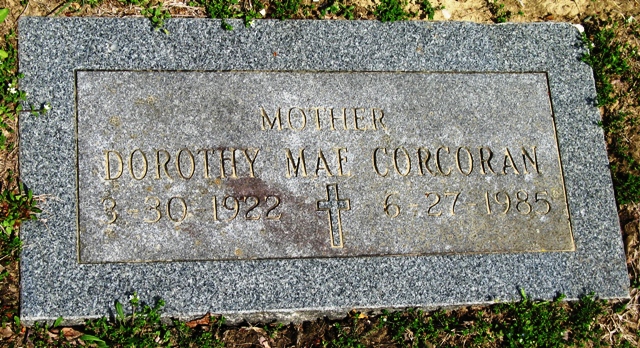 MOTHER
DOROTHY MAE CORCORAN
3-30-1922 6-27-1985